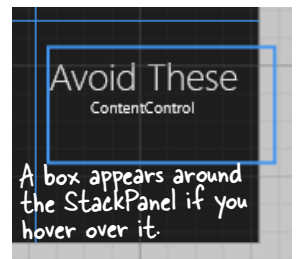 Avoid These
ContentControl
A box appears around
the StackPanel if you
hover over it.